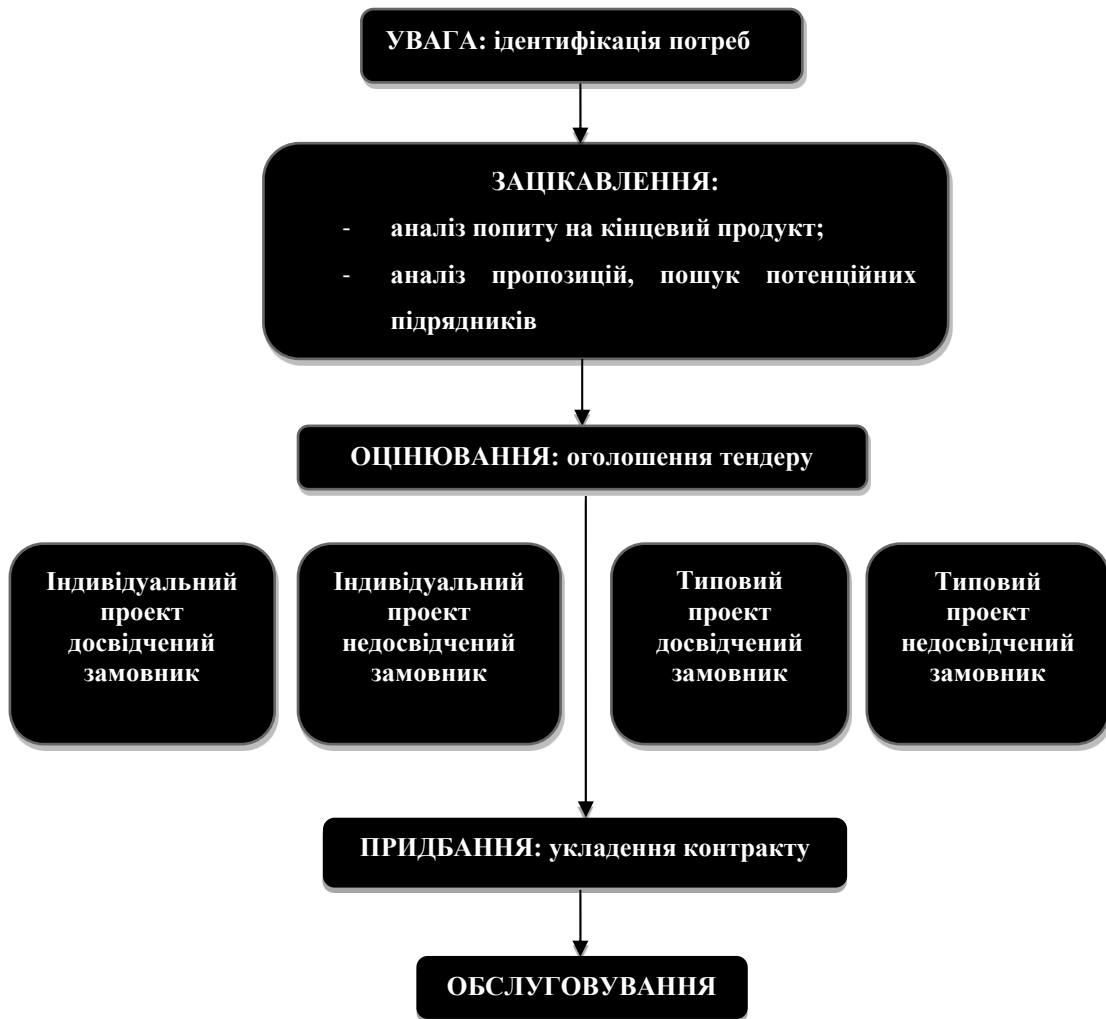 УВАГА: ідентифікація потреб
ЗАЦІКАВЛЕННЯ:
- аналіз попиту на кінцевий продукт;
- аналіз пропозицій, пошук потенційних
підрядників
ОЦІНЮВАННЯ: оголошення тендеру
Індивідуальний
проект
досвідчений
замовник
Індивідуальний
проект
недосвідчений
замовник
Типовий
проект
досвідчений
замовник
Типовий
проект
недосвідчений
замовник
ПРИДБАННЯ: укладення контракту
ОБСЛУГОВУВАННЯ